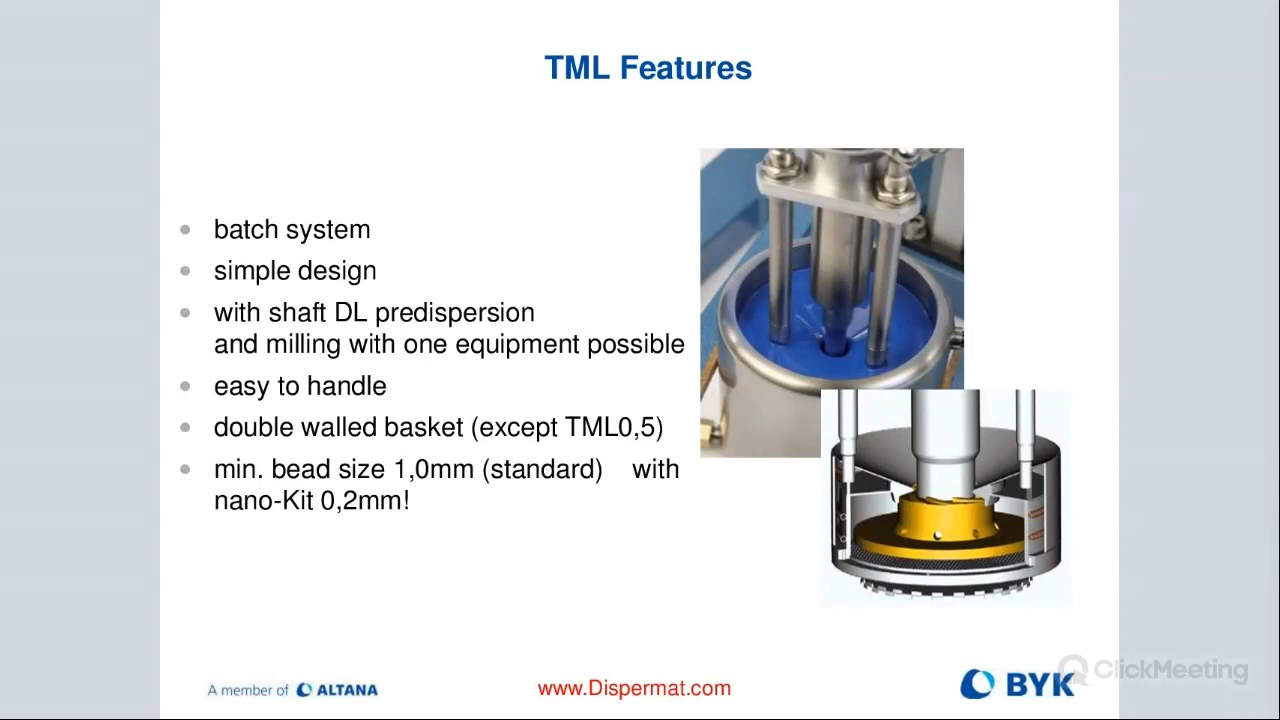 TML Features
batch system
simple design
with shaft DL predispersion
and milling with one equipment possible
easy to handle
double walled basket (except TML0,5)
min. bead size 1,0mm (standard) with
nano-Kit 0,2mm!
A member of ALTANA
www.Dispermat.com
BYK
ClickMeeting